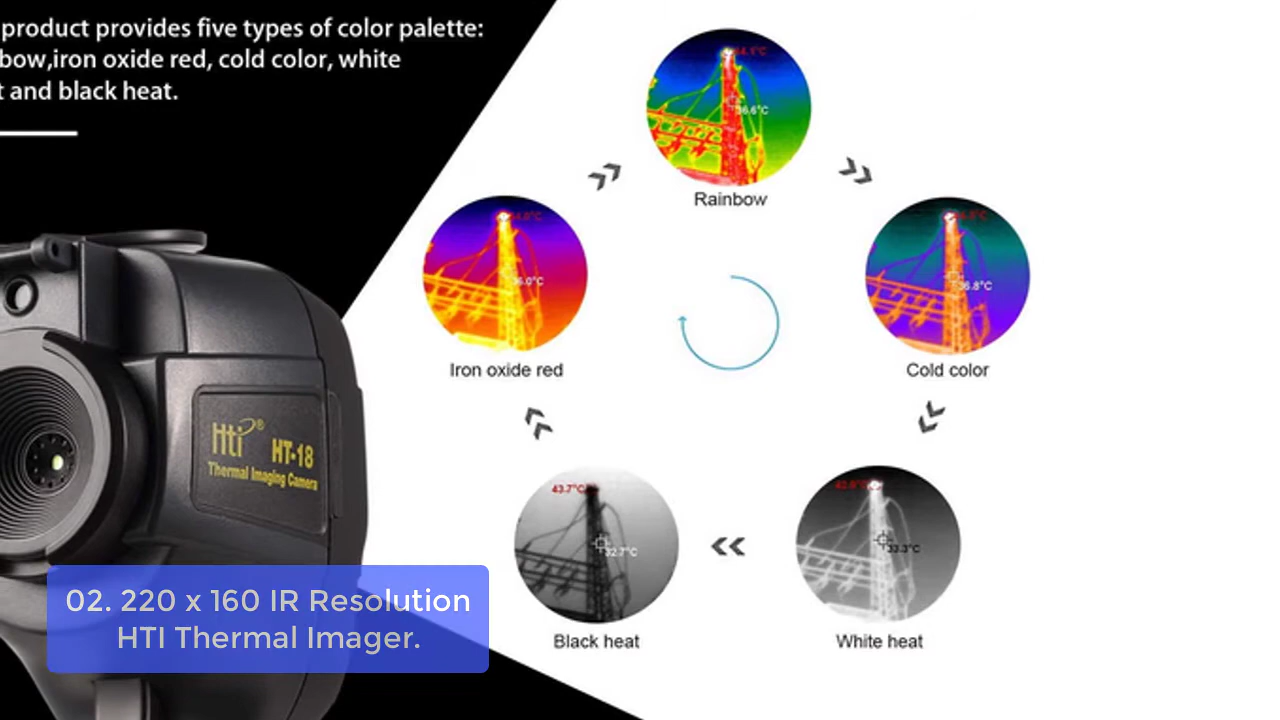 product provides five types of color palette:
bow,iron oxide red, cold color, white
t and black heat.
36.6°C
Rainbow
Iron oxide red
36.8°C
Cold color
Hti®
HT-18
Thermal Imaging Camera
43.7°C
32.7°C
33.3°C
Black heat
White heat
02. 220 x 160 IR Resolution
HTI Thermal Imager.